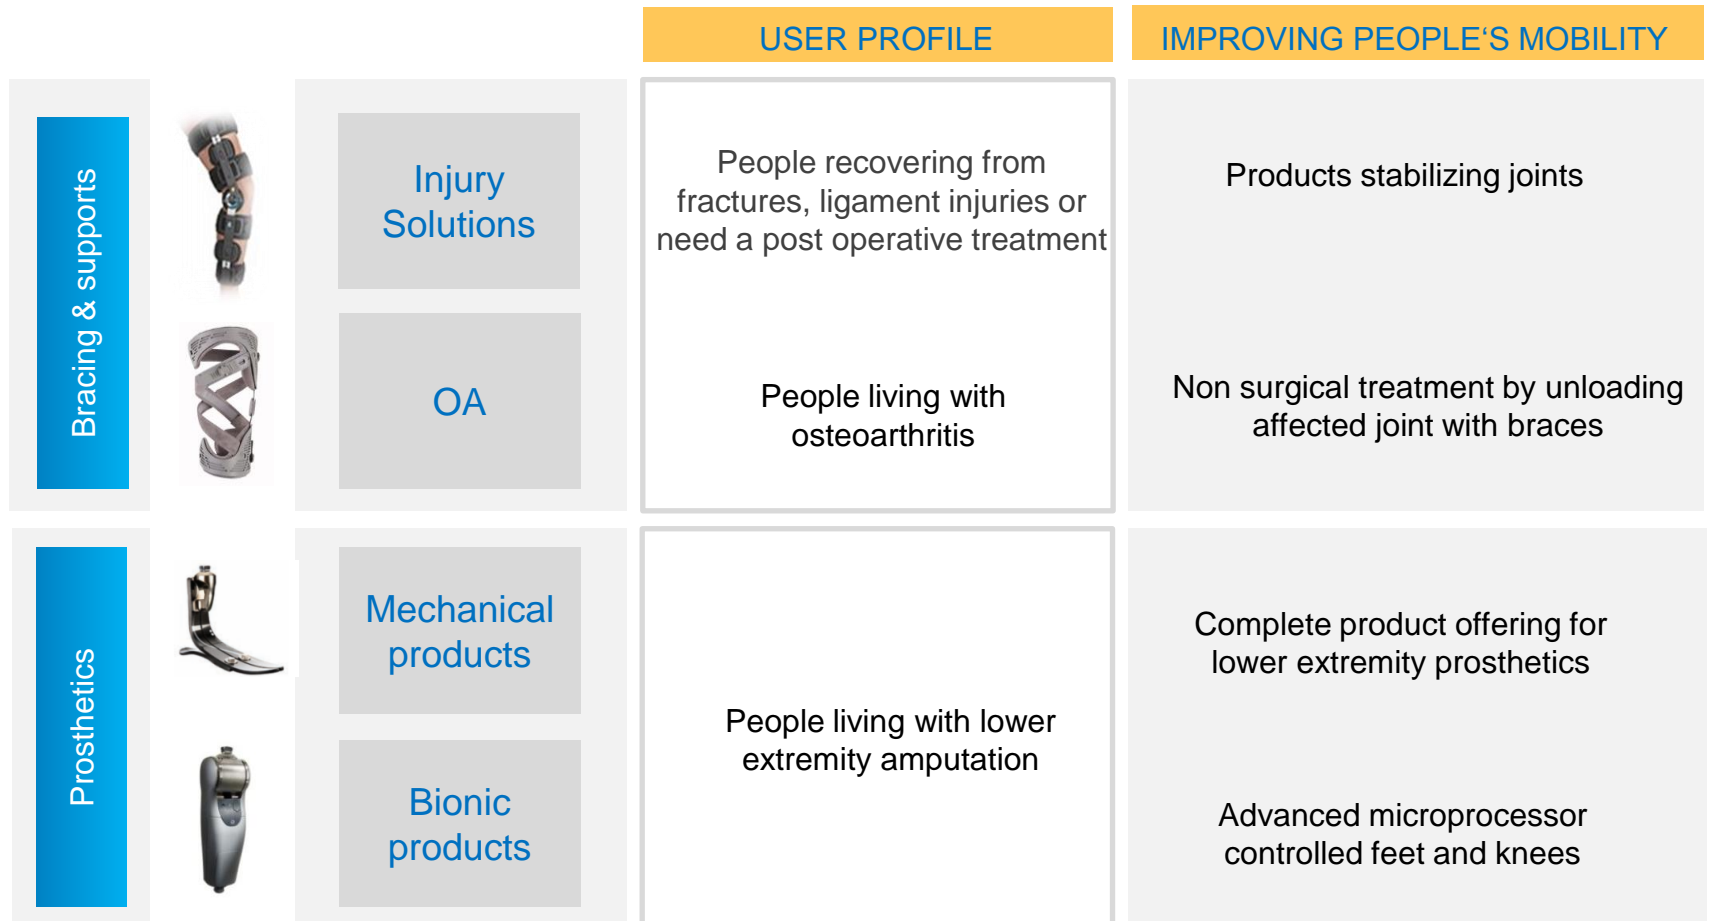 USER PROFILE
IMPROVING PEOPLE‘S MOBILITY
Bracing & supports
Injury
Solutions
People recovering from
fractures, ligament injuries or
need a post operative treatment
Products stabilizing joints
OA
People living with
osteoarthritis
Non surgical treatment by unloading
affected joint with braces
Prosthetics
Mechanical
products
People living with lower
extremity amputation
Complete product offering for
lower extremity prosthetics
Bionic
products
Advanced microprocessor
controlled feet and knees